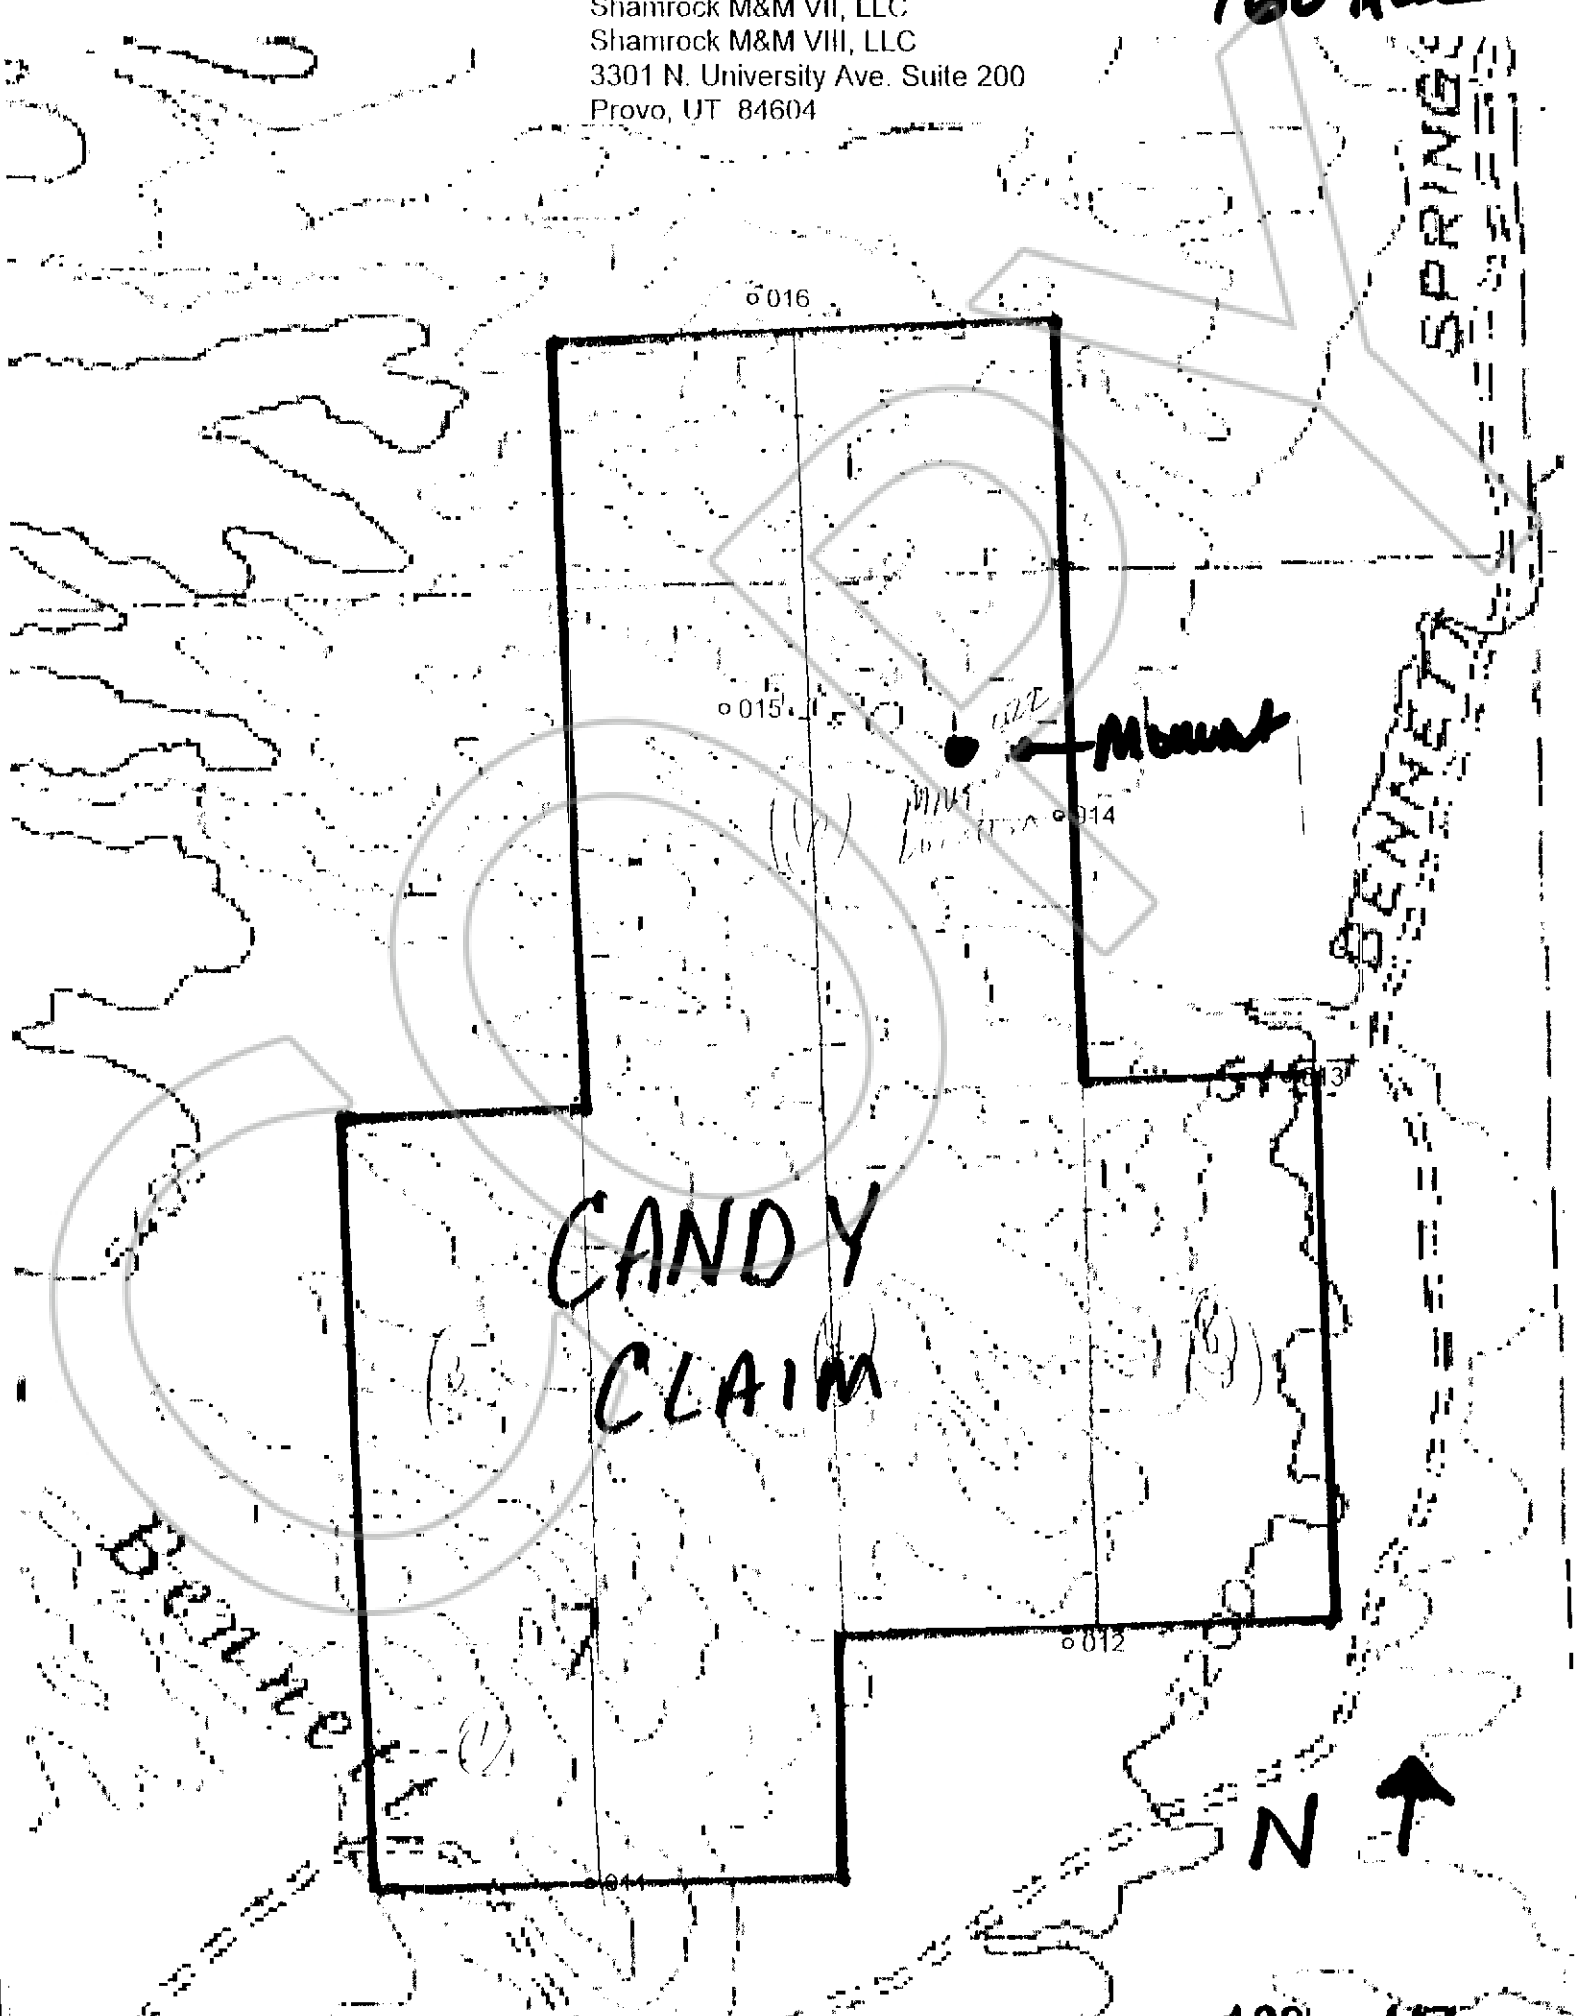 Shamrock M&M VII, LLC
Shamrock M&M VIII, LLC
3301 N. University Ave. Suite 200
Provo, UT 84604
160
SPRING
016
015
014
BENNETT
013
CANDY
CLAIM
Bennett
012
011
N
COPY